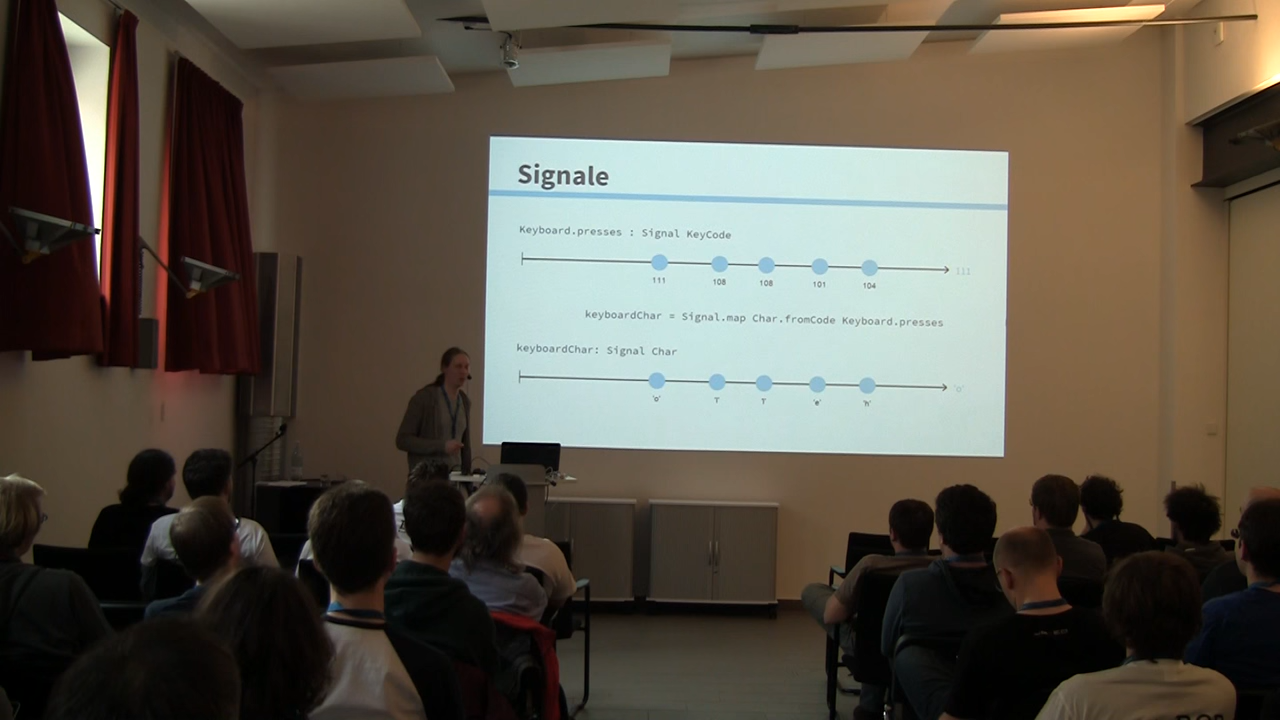 Signale
Keyboard.presses : Signal KeyCode
111
111 108 108 101 104
keyboardChar = Signal.map Char.fromCode Keyboard.presses
keyboardChar: Signal Char
'o'
'o' 'l' 'l' 'e' 'h'